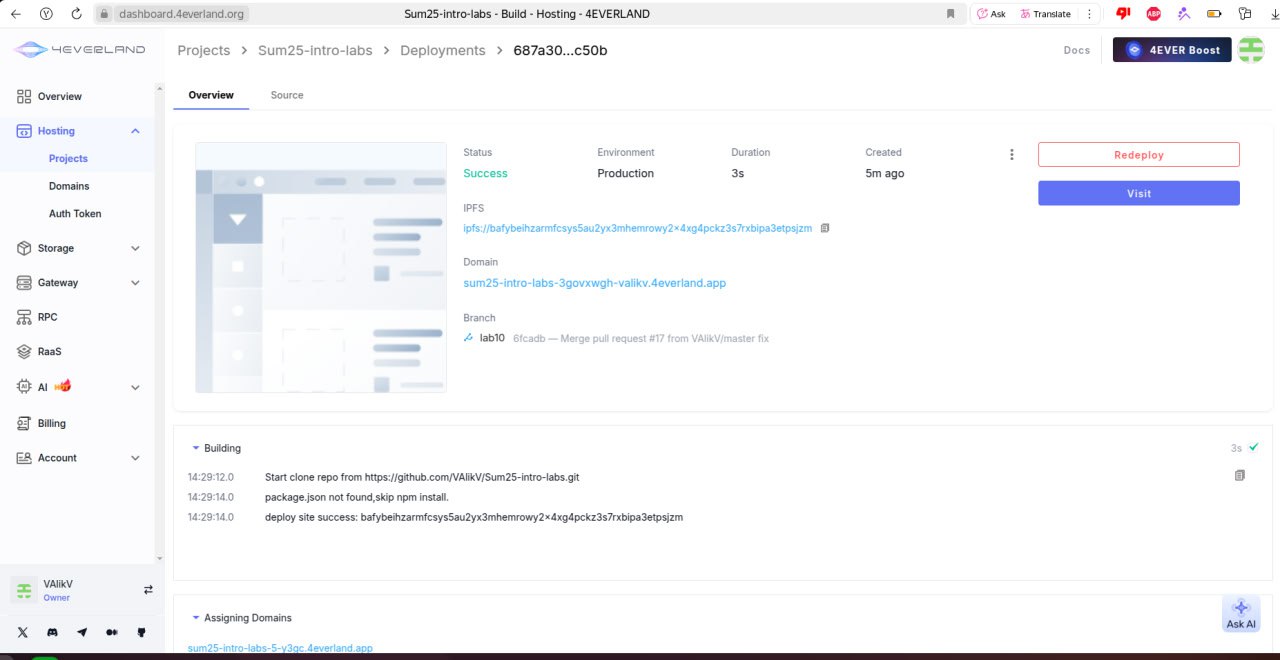 dashboard.4everland.org
Sum25-intro-labs - Build - Hosting - 4EVERLAND
Ask
Translate
ABP
4EVERLAND
Projects > Sum25-intro-labs > Deployments > 687a30...c50b
Docs
4EVER Boost
Overview
Hosting
Projects
Domains
Auth Token
Storage
Gateway
RPC
RaaS
AI
Billing
Account
VAlikV
Owner
Overview
Source
Status
Environment
Duration
Created
Success
Production
3s
5m ago
Redeploy
Visit
IPFS
ipfs://bafybeihzarmfcsys5au2yx3mhemrowy2x4xg4pckz3s7rxbipa3etpsjzm
Domain
sum25-intro-labs-3govxwgh-valikv.4everland.app
Branch
lab10 6fcadb — Merge pull request #17 from VAlikV/master fix
Building
3s
14:29:12.0 Start clone repo from https://github.com/VAlikV/Sum25-intro-labs.git
14:29:14.0 package.json not found,skip npm install.
14:29:14.0 deploy site success: bafybeihzarmfcsys5au2yx3mhemrowy2x4xg4pckz3s7rxbipa3etpsjzm
Assigning Domains
sum25-intro-labs-5-y3gc.4everland.app
Ask AI